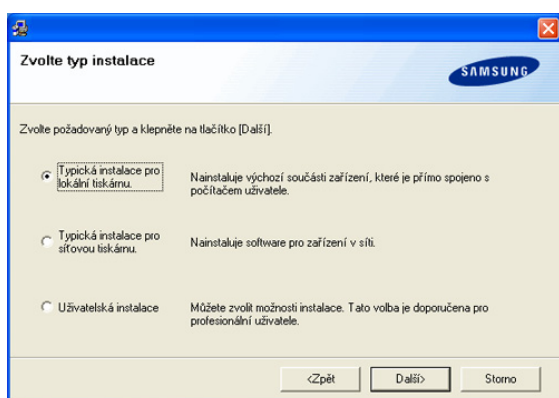 Zvolte typ instalace
SAMSUNG
Zvolte požadovaný typ a klepněte na tlačítko [Další].
Typická instalace pro
lokální tiskárnu.
Nainstaluje výchozí součásti zařízení, které je přímo spojeno s
počítačem uživatele.
Typická instalace pro
síťovou tiskárnu.
Nainstaluje software pro zařízení v síti.
Uživatelská instalace
Můžete zvolit možnosti instalace. Tato volba je doporučena pro
profesionální uživatele.
<Zpět
Další>
Storno